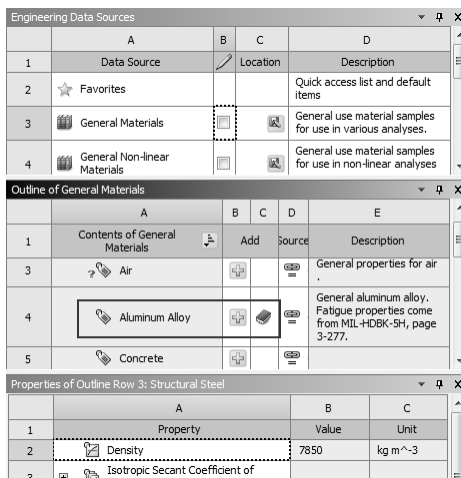 Engineering Data Sources
A B C D
1 Data Source Location Description
2 Favorites Quick access list and default
items
3 General Materials General use material samples
for use in various analyses.
4 General Non-linear
Materials General use material samples
for use in non-linear analyses
Outline of General Materials
A B C D E
1 Contents of General
Materials Add Source Description
3 ? Air General properties for air
.
4 Aluminum Alloy General aluminum alloy.
Fatigue properties come
from MIL-HDBK-5H, page
3-277.
5 Concrete
Properties of Outline Row 3: Structural Steel
A B C
1 Property Value Unit
2 Density 7850 kg m^-3
Isotropic Secant Coefficient of